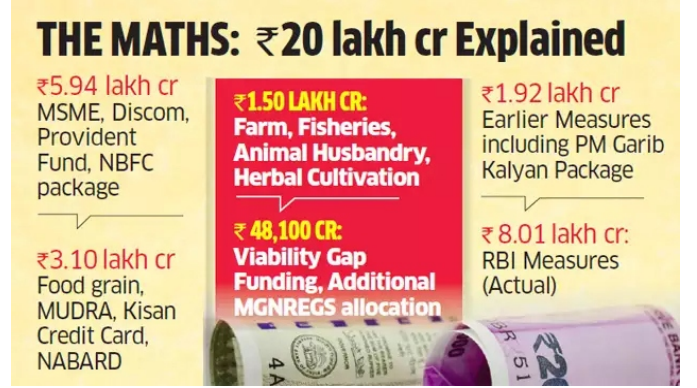 THE MATHS: ₹20 lakh cr Explained
₹5.94 lakh cr
MSME, Discom,
Provident
Fund, NBFC
package
₹3.10 lakh cr
Food grain,
MUDRA, Kisan
Credit Card,
NABARD
₹1.50 LAKH CR:
Farm, Fisheries,
Animal Husbandry,
Herbal Cultivation
₹ 48,100 CR:
Viability Gap
Funding, Additional
MGNREGS allocation
₹1.92 lakh cr
Earlier Measures
including PM Garib
Kalyan Package
₹ 8.01 lakh cr:
RBI Measures
(Actual)
4A
BR 51